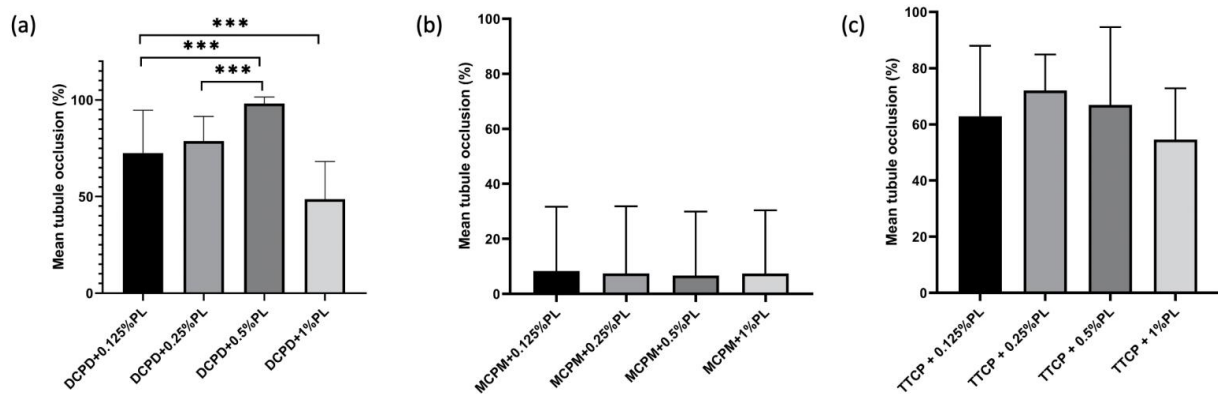 (a)
***
***
***
Mean tubule occlusion (%)
100
50
0
DCPD+0.125%PL
DCPD+0.25%PL
DCPD+0.5%PL
DCPD+1%PL
(b)
Mean tubule occlusion (%)
100
80
60
40
20
0
MCPM+0.125%PL
MCPM+0.25%PL
MCPM+0.5%PL
MCPM+1%PL
(c)
Mean tubule occlusion (%)
100
80
60
40
20
0
TTCP + 0.125%PL
TTCP + 0.25%PL
TTCP + 0.5%PL
TTCP + 1%PL